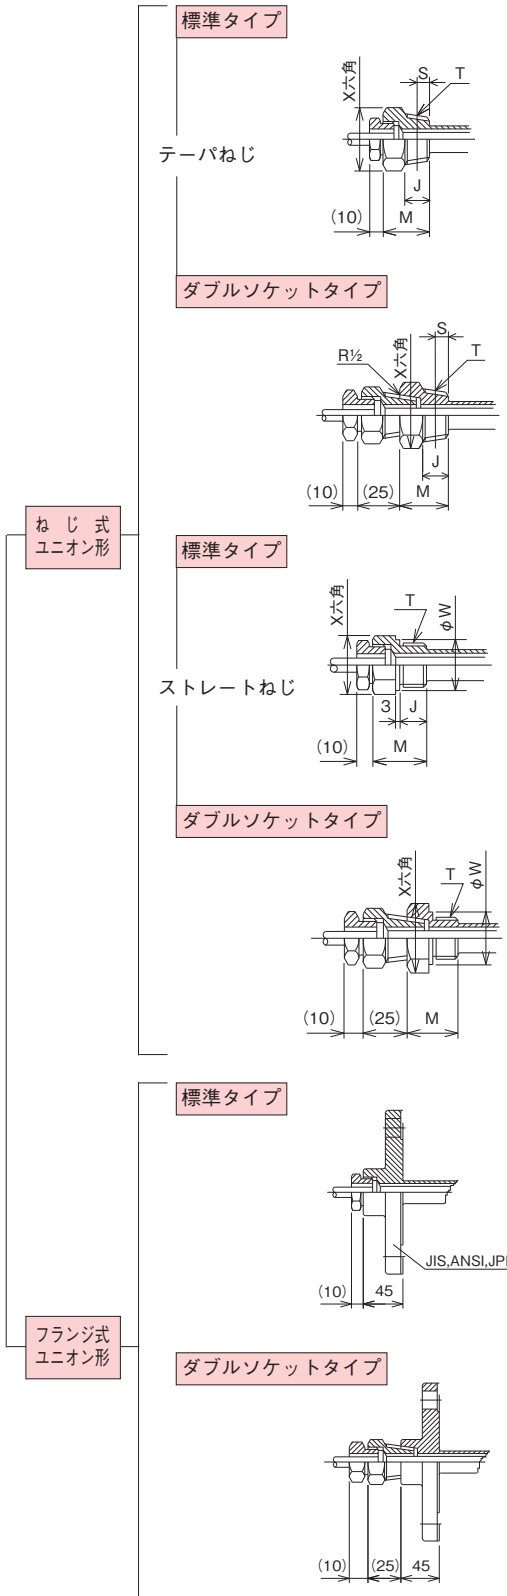 標準タイプ
X六角
S
T
テーパねじ
J
(10)
M
ダブルソケットタイプ
R½
X六角
S
T
J
(10)
(25)
M
ねじ式
ユニオン形
標準タイプ
X六角
T
φW
ストレートねじ
3
J
(10)
M
ダブルソケットタイプ
X六角
T
φW
(10)
(25)
M
標準タイプ
JIS,ANSI,JPI
(10)
45
フランジ式
ユニオン形
ダブルソケットタイプ
(10)
(25)
45